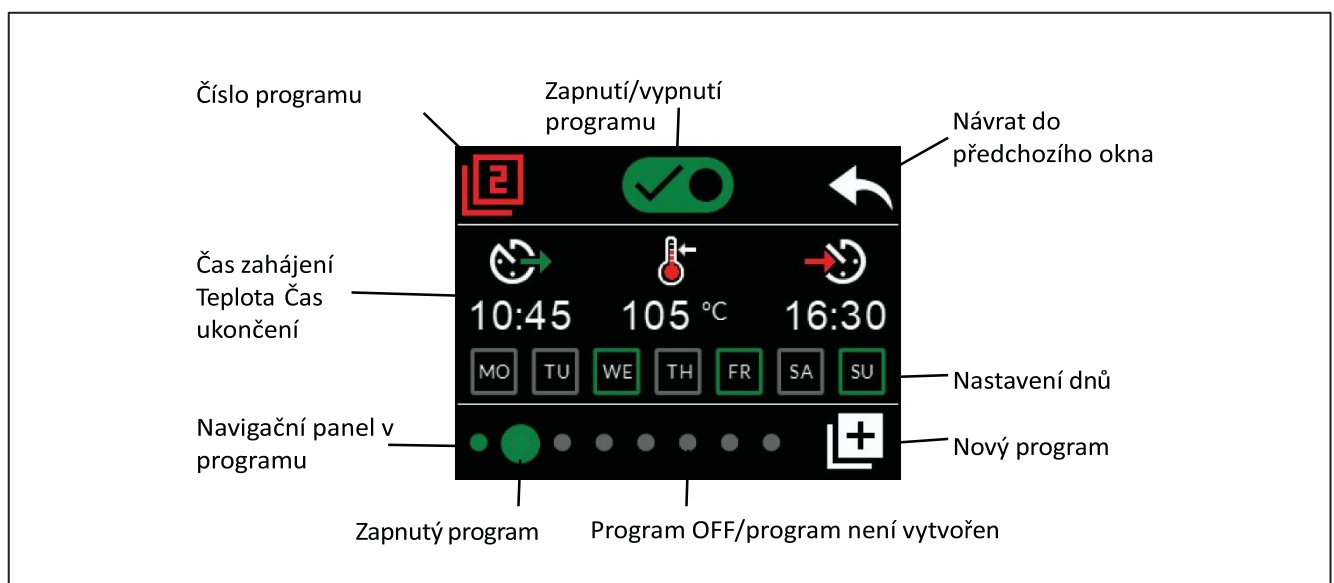 Číslo programu
Zapnutí/vypnutí
programu
Návrat do
předchozího okna
2
Čas zahájení
Teplota Čas
ukončení
10:45 105 °C 16:30
MO TU WE TH FR SA SU
Nastavení dnů
Navigační panel v
programu
Nový program
Zapnutý program
Program OFF/program není vytvořen